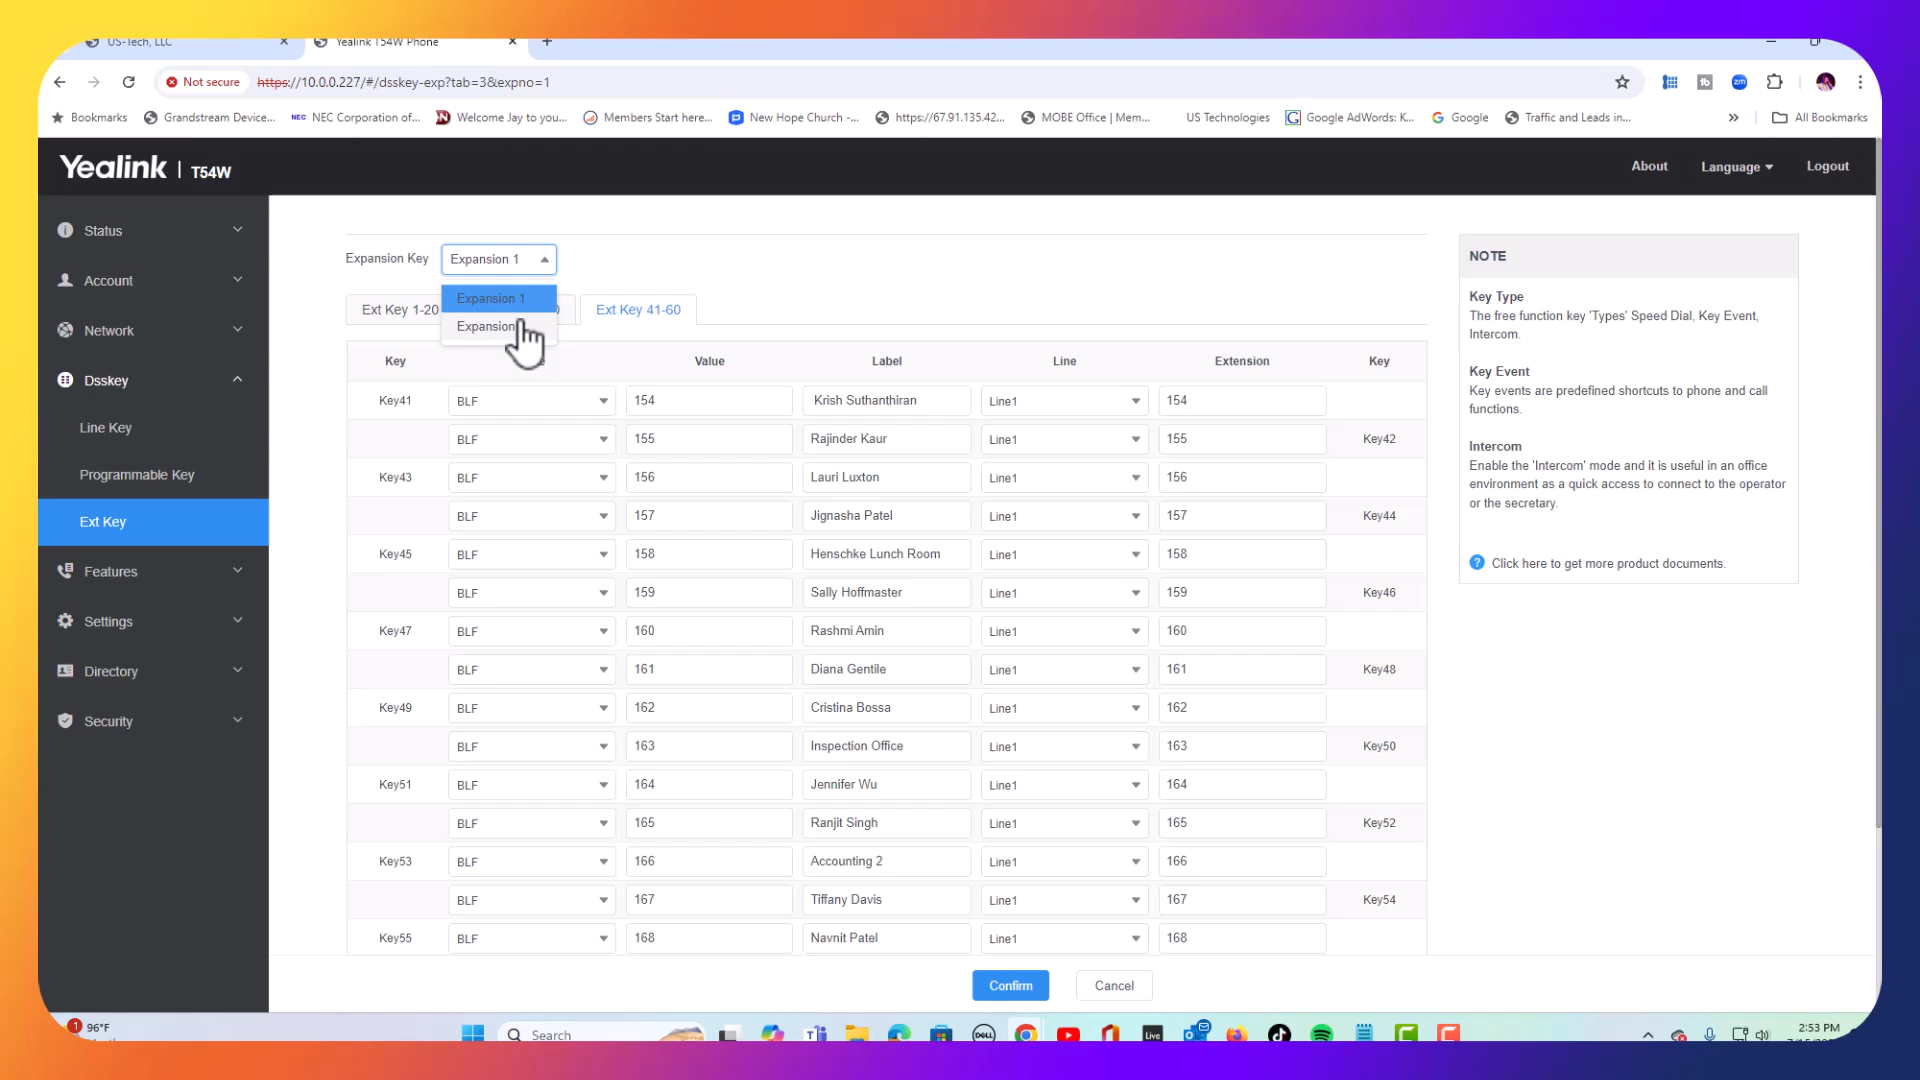 US-Tech, LLC
Yealink T54W Phone
Not secure https://10.0.0.227/#/dsskey-exp?tab=3&expno=1
Bookmarks
Grandstream Device...
NEC NEC Corporation of...
Welcome Jay to you...
Members Start here...
New Hope Church -...
https://67.91.135.42...
MOBE Office | Mem...
US Technologies
Google AdWords: K...
Google
Traffic and Leads in...
All Bookmarks
Yealink | T54W
About
Language
Logout
Status
Account
Network
Dsskey
Line Key
Programmable Key
Ext Key
Features
Settings
Directory
Security
Expansion Key Expansion 1
Expansion 1
Expansion
Ext Key 1-20
Ext Key 41-60
Key Value Label Line Extension Key
Key41 BLF 154 Krish Suthanthiran Line1 154
BLF 155 Rajinder Kaur Line1 155 Key42
Key43 BLF 156 Lauri Luxton Line1 156
BLF 157 Jignasha Patel Line1 157 Key44
Key45 BLF 158 Henschke Lunch Room Line1 158
BLF 159 Sally Hoffmaster Line1 159 Key46
Key47 BLF 160 Rashmi Amin Line1 160
BLF 161 Diana Gentile Line1 161 Key48
Key49 BLF 162 Cristina Bossa Line1 162
BLF 163 Inspection Office Line1 163 Key50
Key51 BLF 164 Jennifer Wu Line1 164
BLF 165 Ranjit Singh Line1 165 Key52
Key53 BLF 166 Accounting 2 Line1 166
BLF 167 Tiffany Davis Line1 167 Key54
Key55 BLF 168 Navnit Patel Line1 168
Confirm
Cancel
NOTE
Key Type
The free function key 'Types' Speed Dial, Key Event,
Intercom.
Key Event
Key events are predefined shortcuts to phone and call
functions.
Intercom
Enable the 'Intercom' mode and it is useful in an office
environment as a quick access to connect to the operator
or the secretary.
Click here to get more product documents.
1
96°F
Search
DELL
Live
2:53 PM